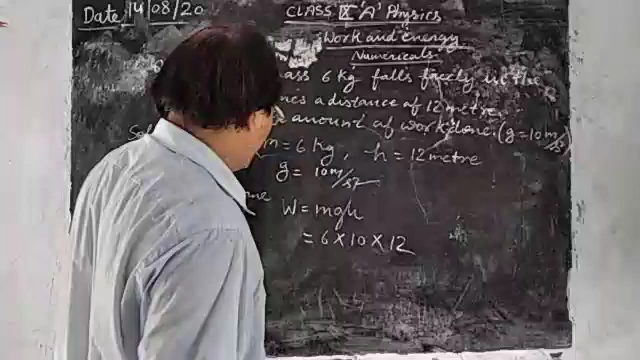 Date 14/08/20 CLASS IX 'A' Physics
Work and energy
Numericals
mass 6 kg falls freely in the
a distance of 12 metre.
amount of work done. (g = 10 m/s²)
m = 6 kg, h = 12 metre
g = 10 m/s²
W = mgh
= 6 × 10 × 12